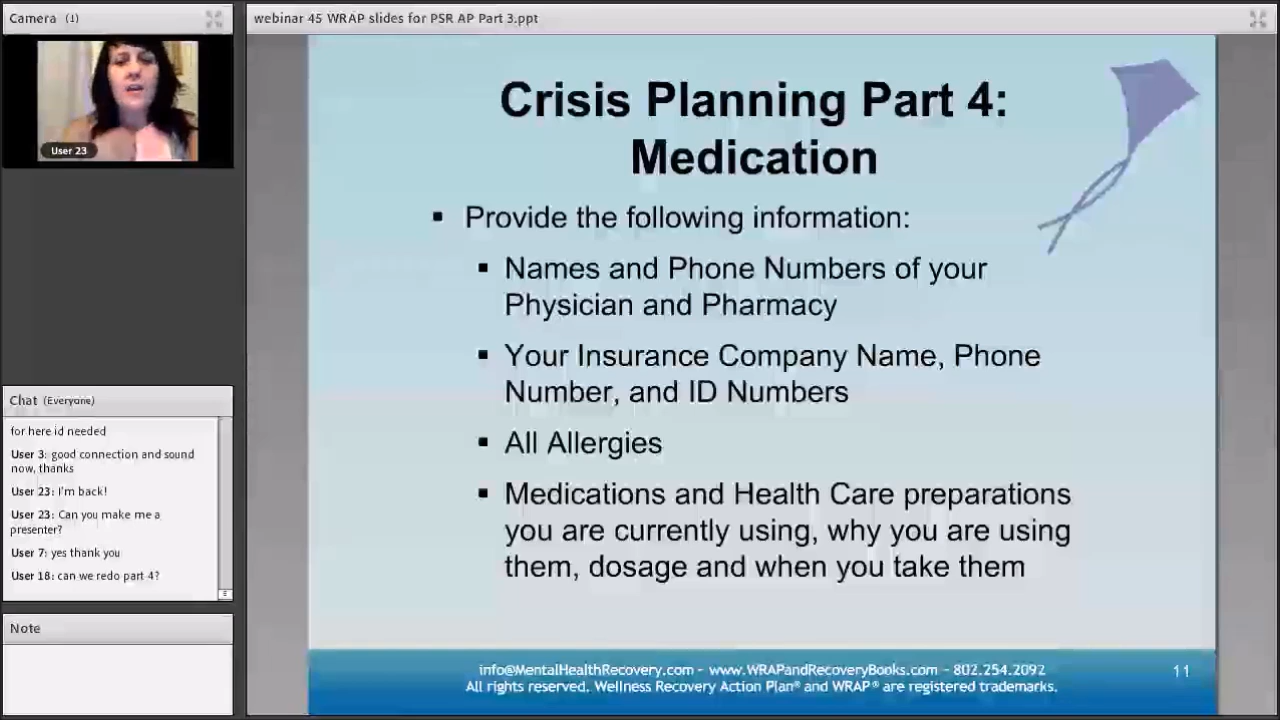 Camera (1)
webinar 45 WRAP slides for PSR AP Part 3.ppt
User 23
Crisis Planning Part 4:
Medication
▪ Provide the following information:
▪ Names and Phone Numbers of your
Physician and Pharmacy
▪ Your Insurance Company Name, Phone
Number, and ID Numbers
▪ All Allergies
▪ Medications and Health Care preparations
you are currently using, why you are using
them, dosage and when you take them
info@MentalHealthRecovery.com - www.WRAPandRecoveryBooks.com - 802.254.2092
All rights reserved. Wellness Recovery Action Plan® and WRAP® are registered trademarks.
11
Chat (Everyone)
for here id needed
User 3: good connection and sound
now, thanks
User 23: I'm back!
User 23: Can you make me a
presenter?
User 7: yes thank you
User 18: can we redo part 4?
Note